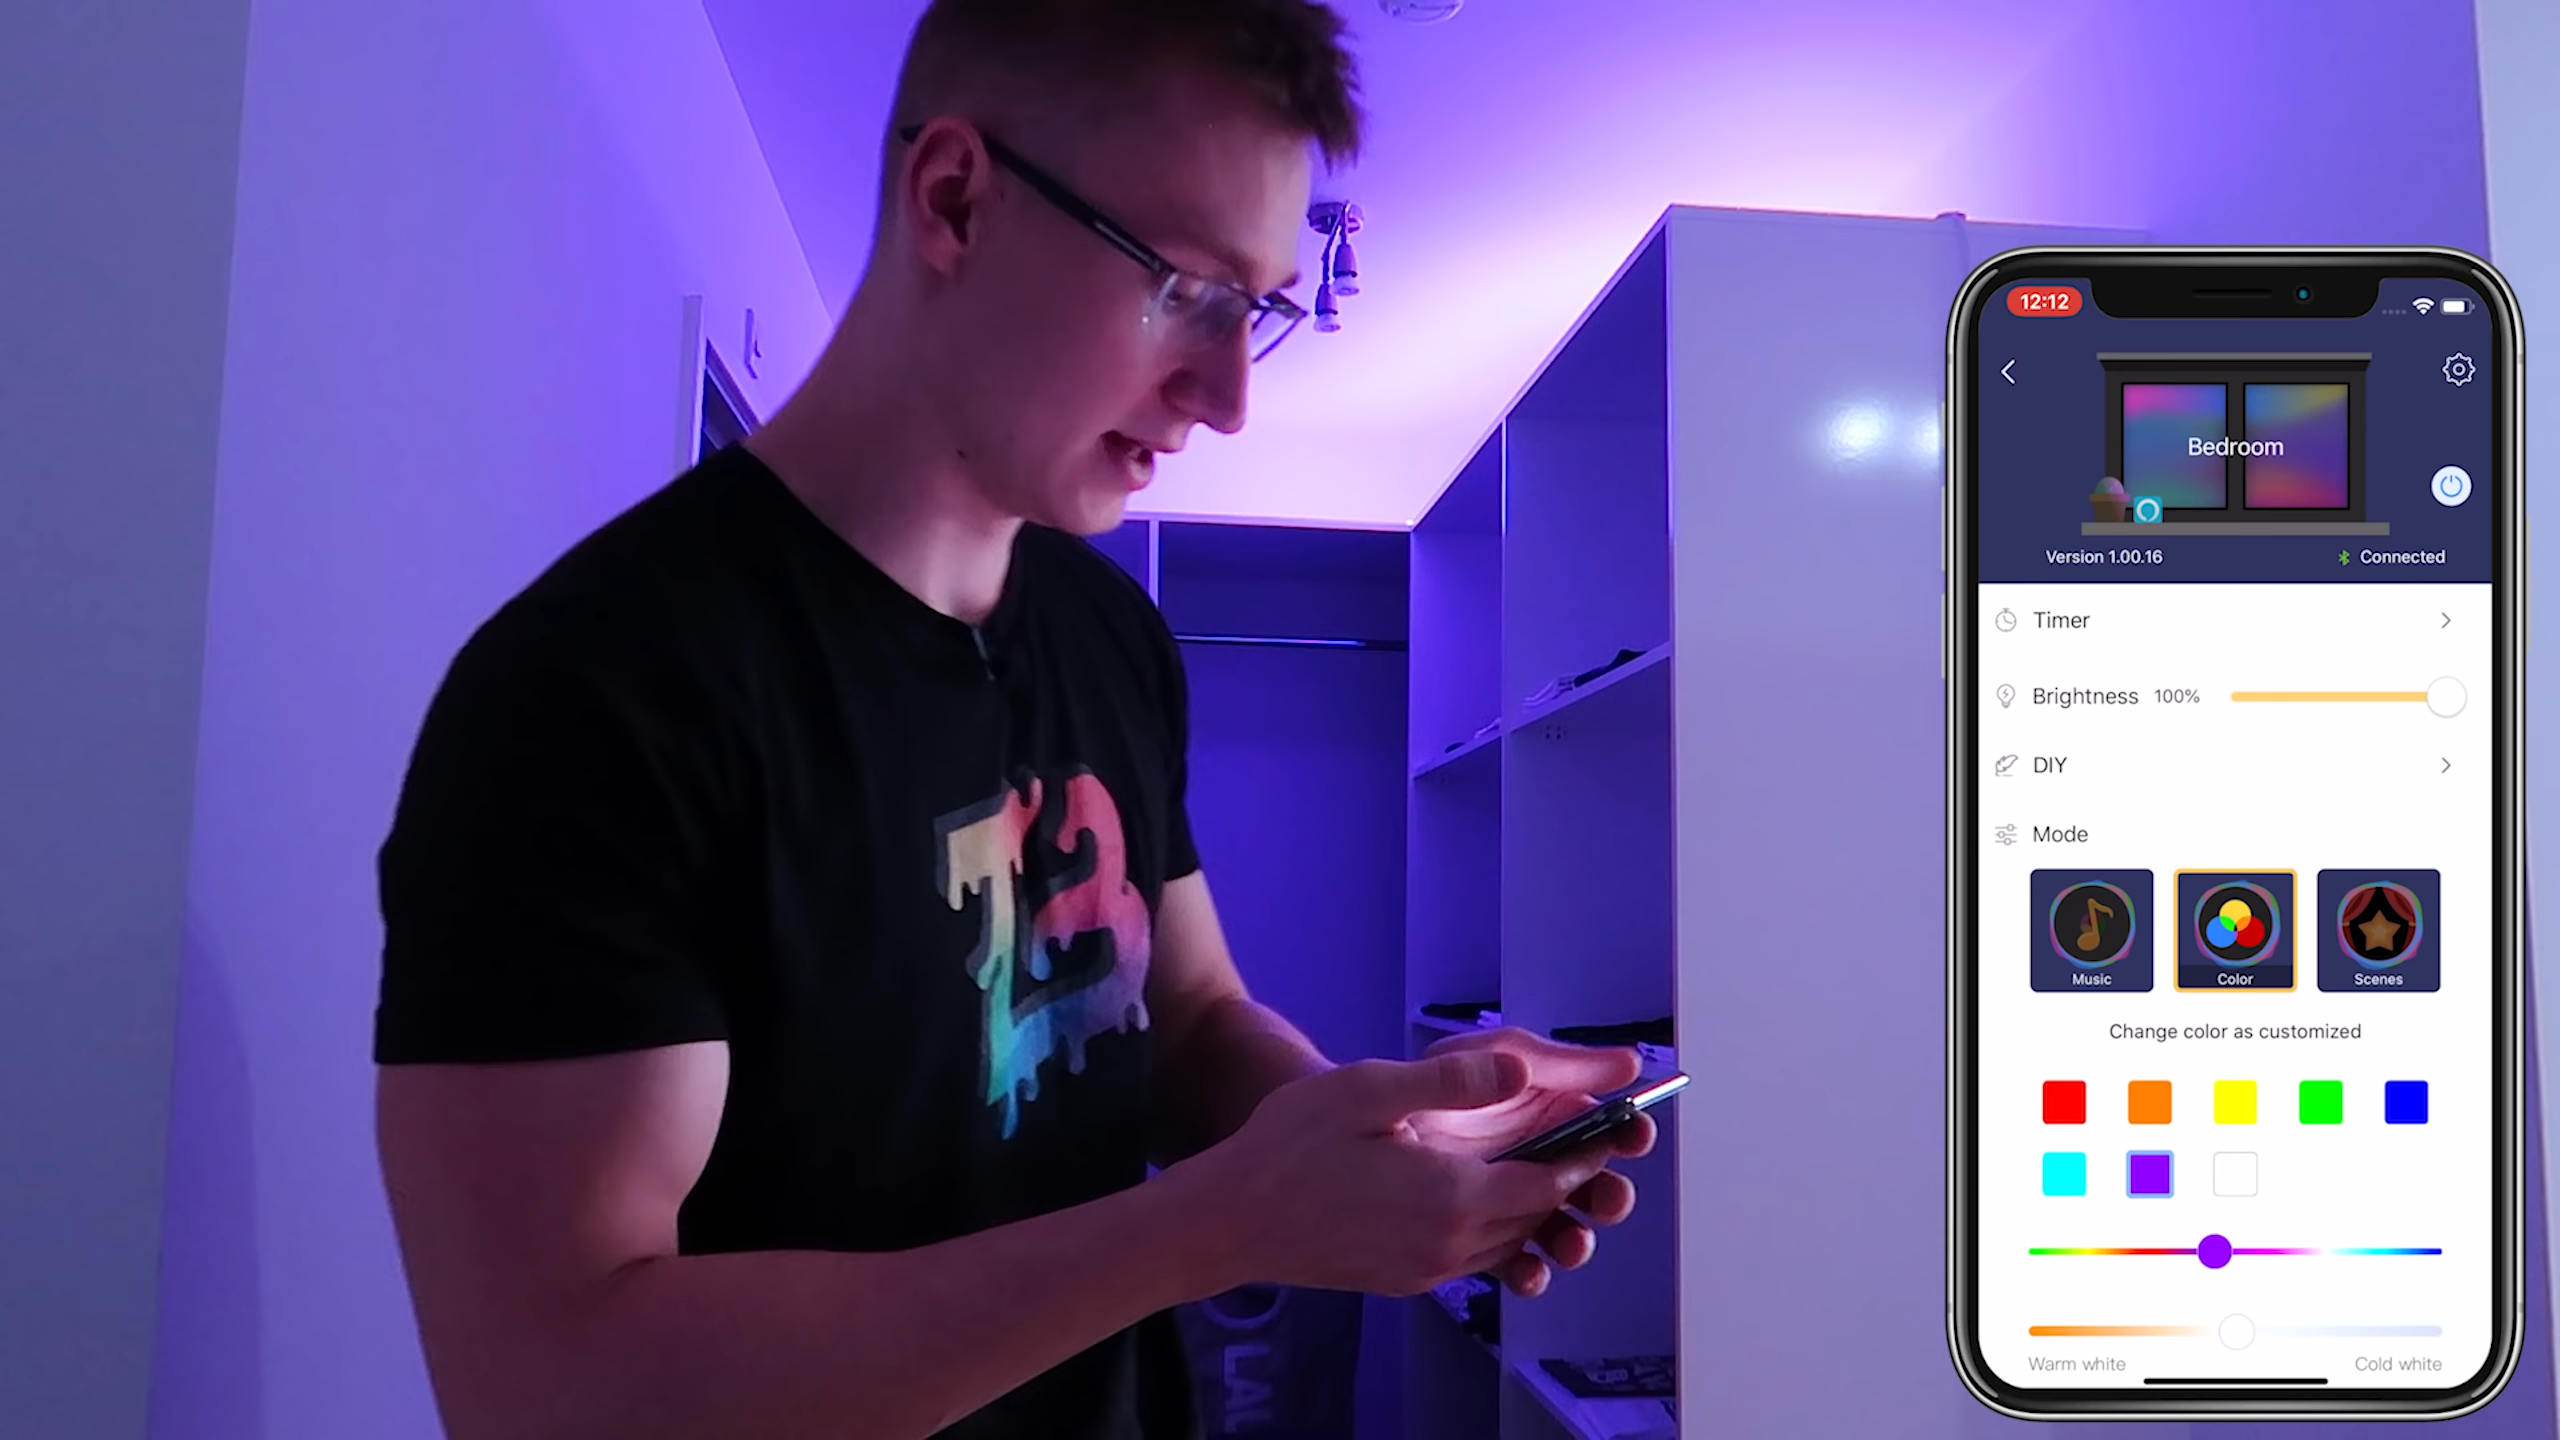 12:12
Bedroom
Version 1.00.16
Connected
Timer
Brightness 100%
DIY
Mode
Music
Color
Scenes
Change color as customized
Warm white
Cold white